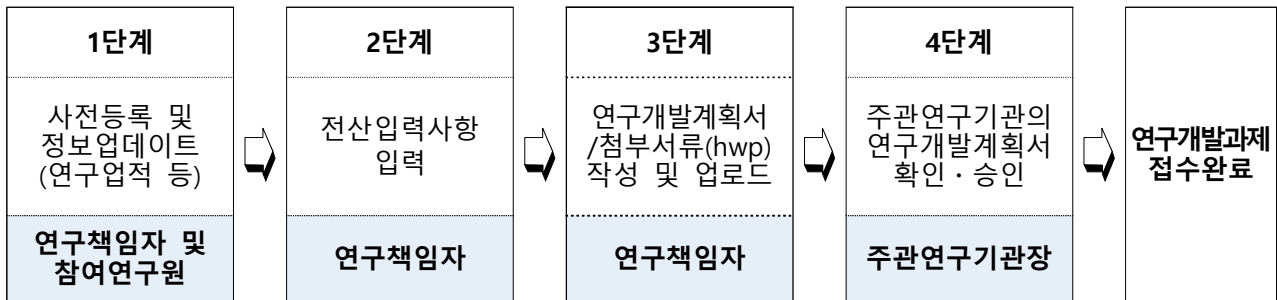 1단계
사전등록 및
정보업데이트
(연구업적 등)
연구책임자 및
참여연구원
2단계
전산입력사항
입력
연구책임자
3단계
연구개발계획서
/첨부서류(hwp)
작성 및 업로드
연구책임자
4단계
주관연구기관의
연구개발계획서
확인·승인
주관연구기관장
연구개발과제
접수완료